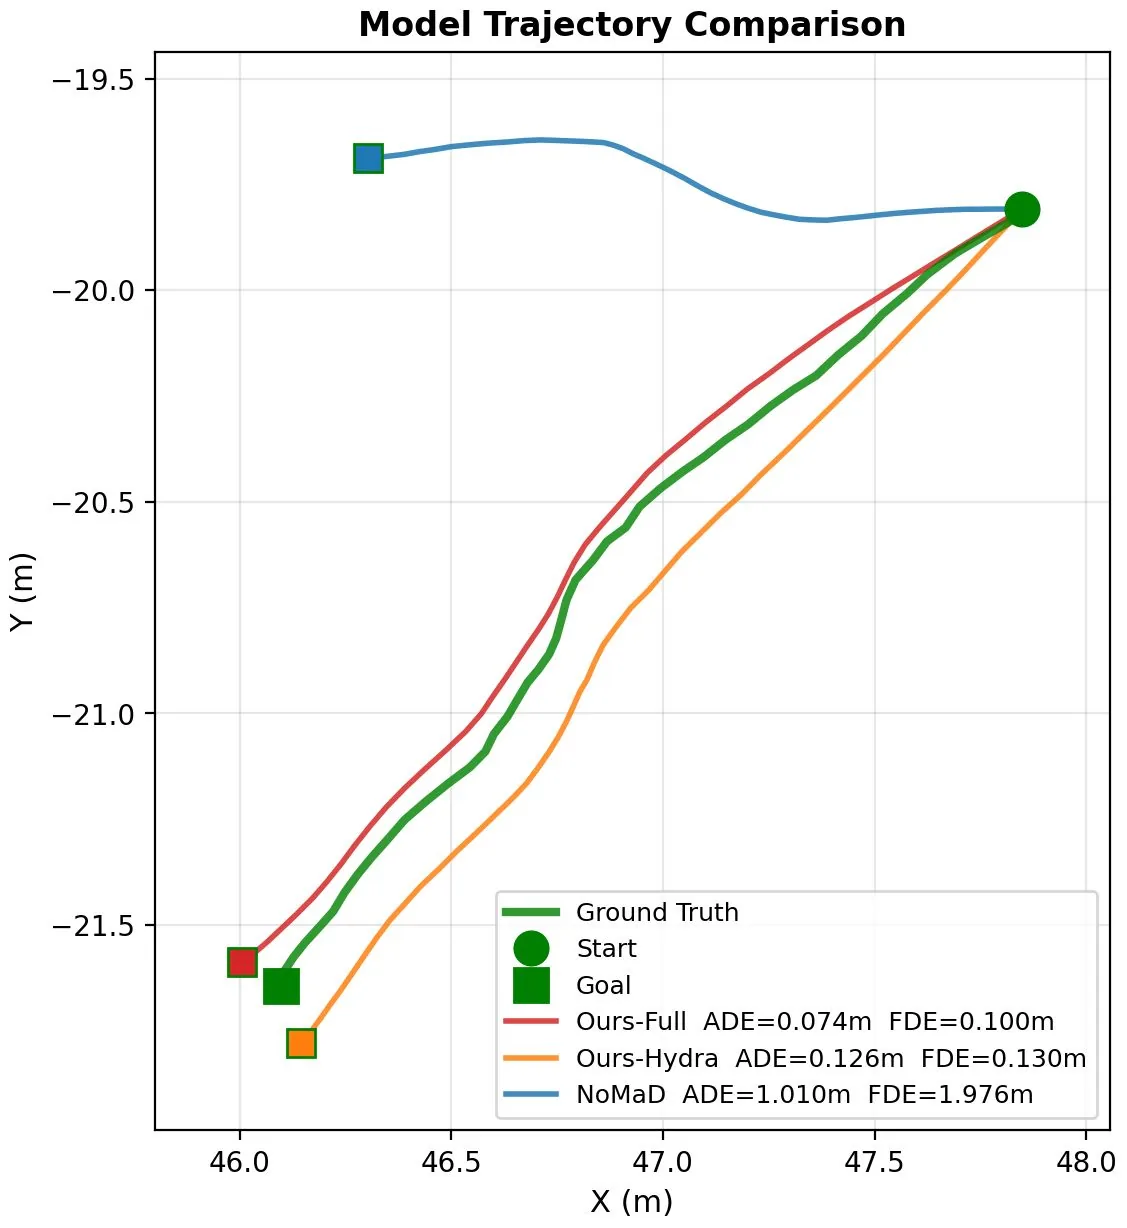 Model Trajectory Comparison
Y (m)
−19.5
−20.0
−20.5
−21.0
−21.5
46.0 46.5 47.0 47.5 48.0
X (m)
Ground Truth
Start
Goal
Ours-Full ADE=0.074m FDE=0.100m
Ours-Hydra ADE=0.126m FDE=0.130m
NoMaD ADE=1.010m FDE=1.976m